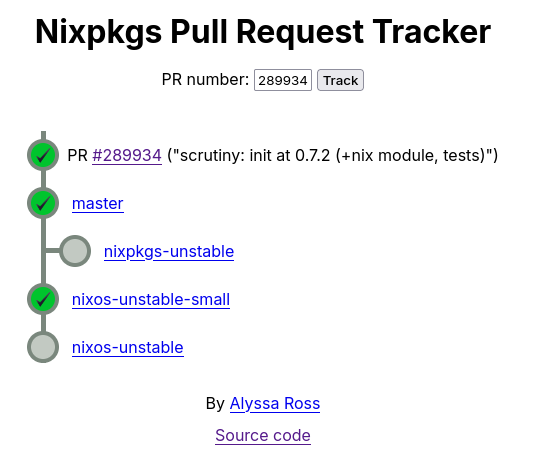 Nixpkgs Pull Request Tracker
PR number: 289934 Track
PR #289934 ("scrutiny: init at 0.7.2 (+nix module, tests)")
master
nixpkgs-unstable
nixos-unstable-small
nixos-unstable
By Alyssa Ross
Source code